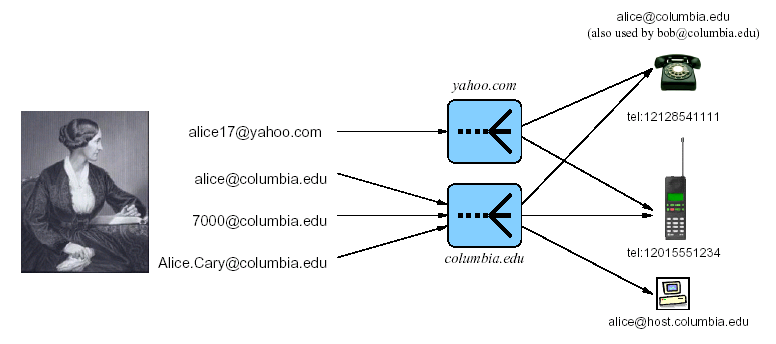 alice@columbia.edu
(also used by bob@columbia.edu)
yahoo.com
tel:12128541111
alice17@yahoo.com
alice@columbia.edu
7000@columbia.edu
Alice.Cary@columbia.edu
columbia.edu
tel:12015551234
alice@host.columbia.edu